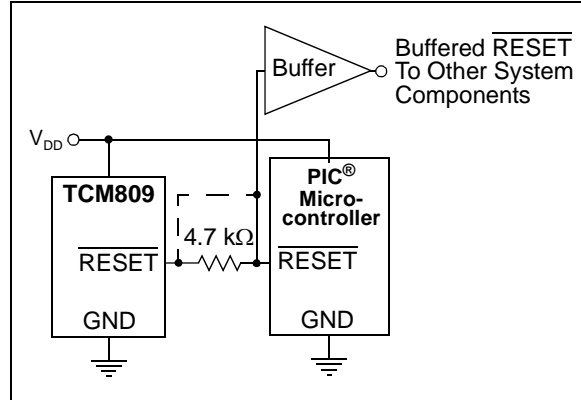 Buffer
Buffered RESET
To Other System
Components
VDD
TCM809
PIC®
Micro-
controller
4.7 kΩ
RESET
RESET
GND
GND